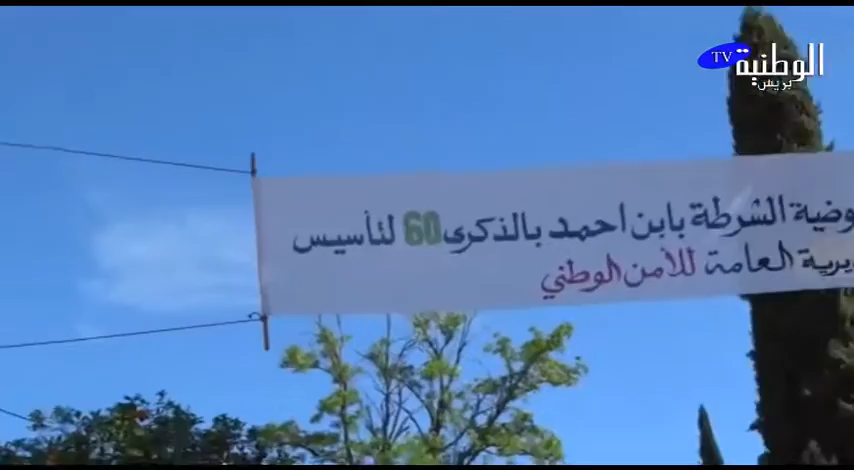 TV الوطنية
بريس
وضية الشرطة بابن احمد بالذكرى 60 لتأسيس
ديرية العامة للأمن الوطني